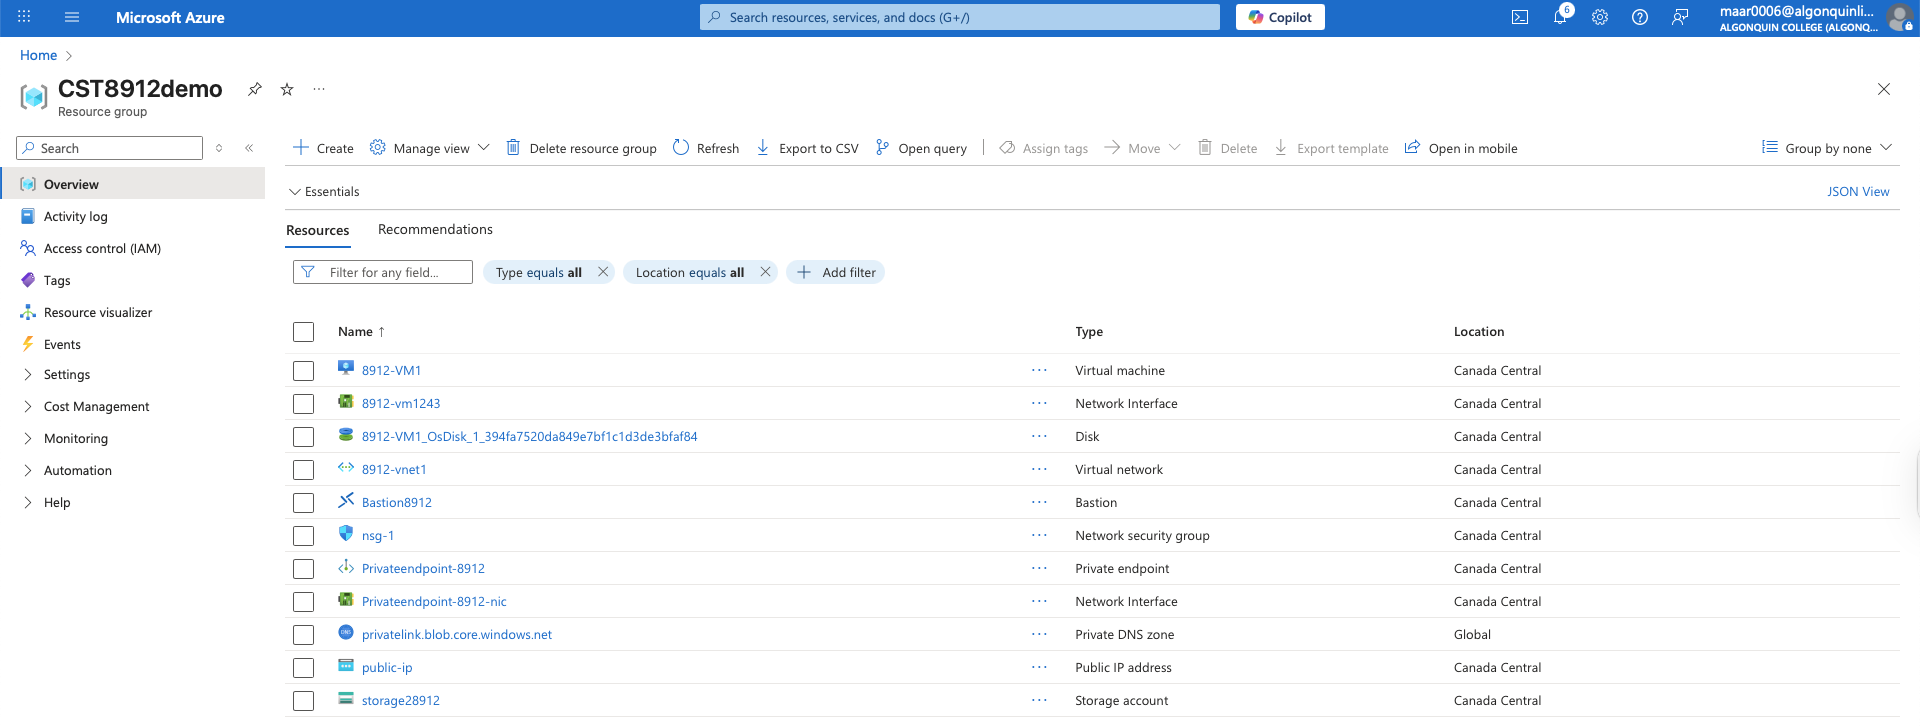 Microsoft Azure
Search resources, services, and docs (G+/)
Copilot
6
maar0006@algonquinli...
ALGONQUIN COLLEGE (ALGONQ...
Home
CST8912demo
Resource group
Search
Create
Manage view
Delete resource group
Refresh
Export to CSV
Open query
Assign tags
Move
Delete
Export template
Open in mobile
Group by none
Overview
Activity log
Access control (IAM)
Tags
Resource visualizer
Events
Settings
Cost Management
Monitoring
Automation
Help
Essentials
JSON View
Resources Recommendations
Filter for any field...
Type equals all
Location equals all
Add filter
Name ↑ Type Location
8912-VM1 ... Virtual machine Canada Central
8912-vm1243 ... Network Interface Canada Central
8912-VM1_OsDisk_1_394fa7520da849e7bf1c1d3de3bfaf84 ... Disk Canada Central
8912-vnet1 ... Virtual network Canada Central
Bastion8912 ... Bastion Canada Central
nsg-1 ... Network security group Canada Central
Privateendpoint-8912 ... Private endpoint Canada Central
Privateendpoint-8912-nic ... Network Interface Canada Central
DNS privatelink.blob.core.windows.net ... Private DNS zone Global
public-ip ... Public IP address Canada Central
storage28912 ... Storage account Canada Central